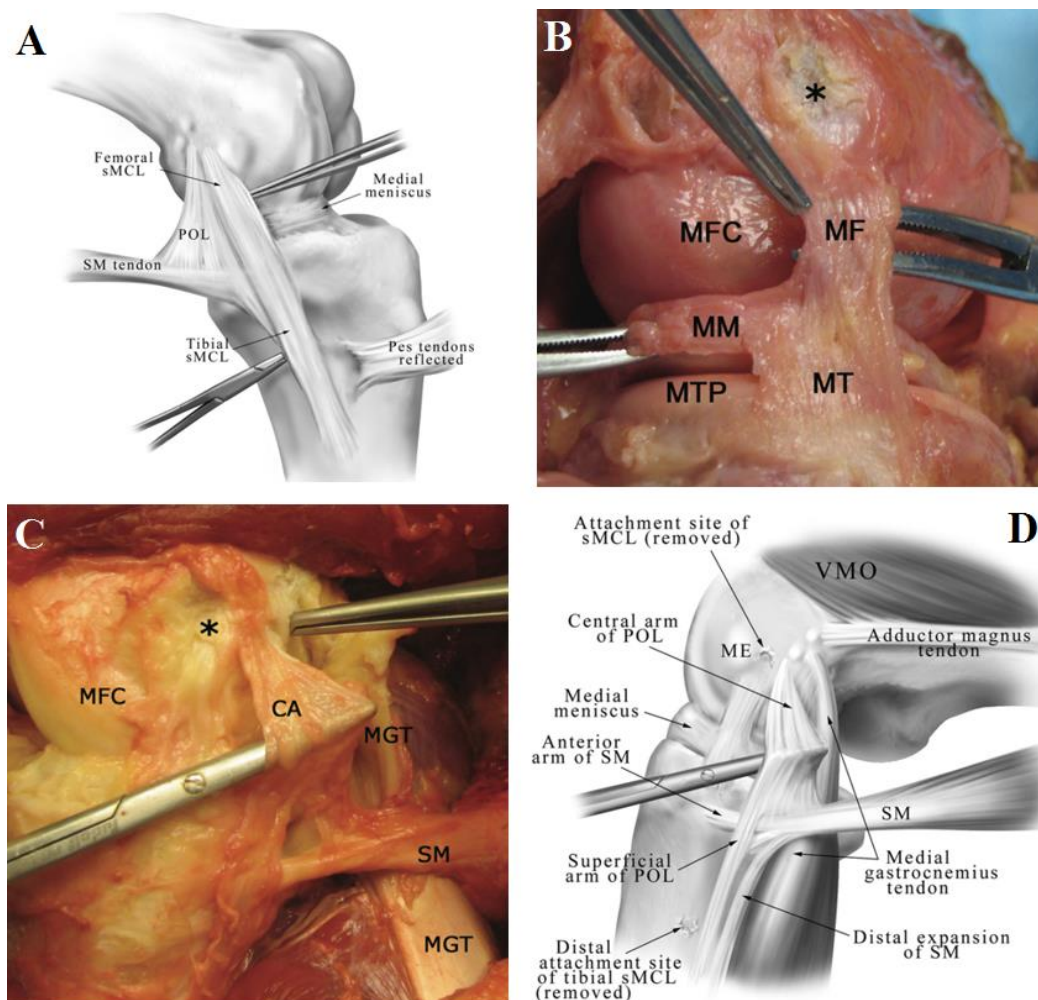 A
Femoral
sMCL
Medial
meniscus
POL
SM tendon
Tibial
sMCL
Pes tendons
reflected
B
*
MFC
MF
MM
MTP
MT
C
*
MFC
CA
MGT
SM
MGT
D
Attachment site of
sMCL (removed)
VMO
Central arm
of POL
Adductor magnus
tendon
ME
Medial
meniscus
Anterior
arm of SM
SM
Superficial
arm of POL
Medial
gastrocnemius
tendon
Distal expansion
of SM
Distal
attachment site
of tibial sMCL
(removed)